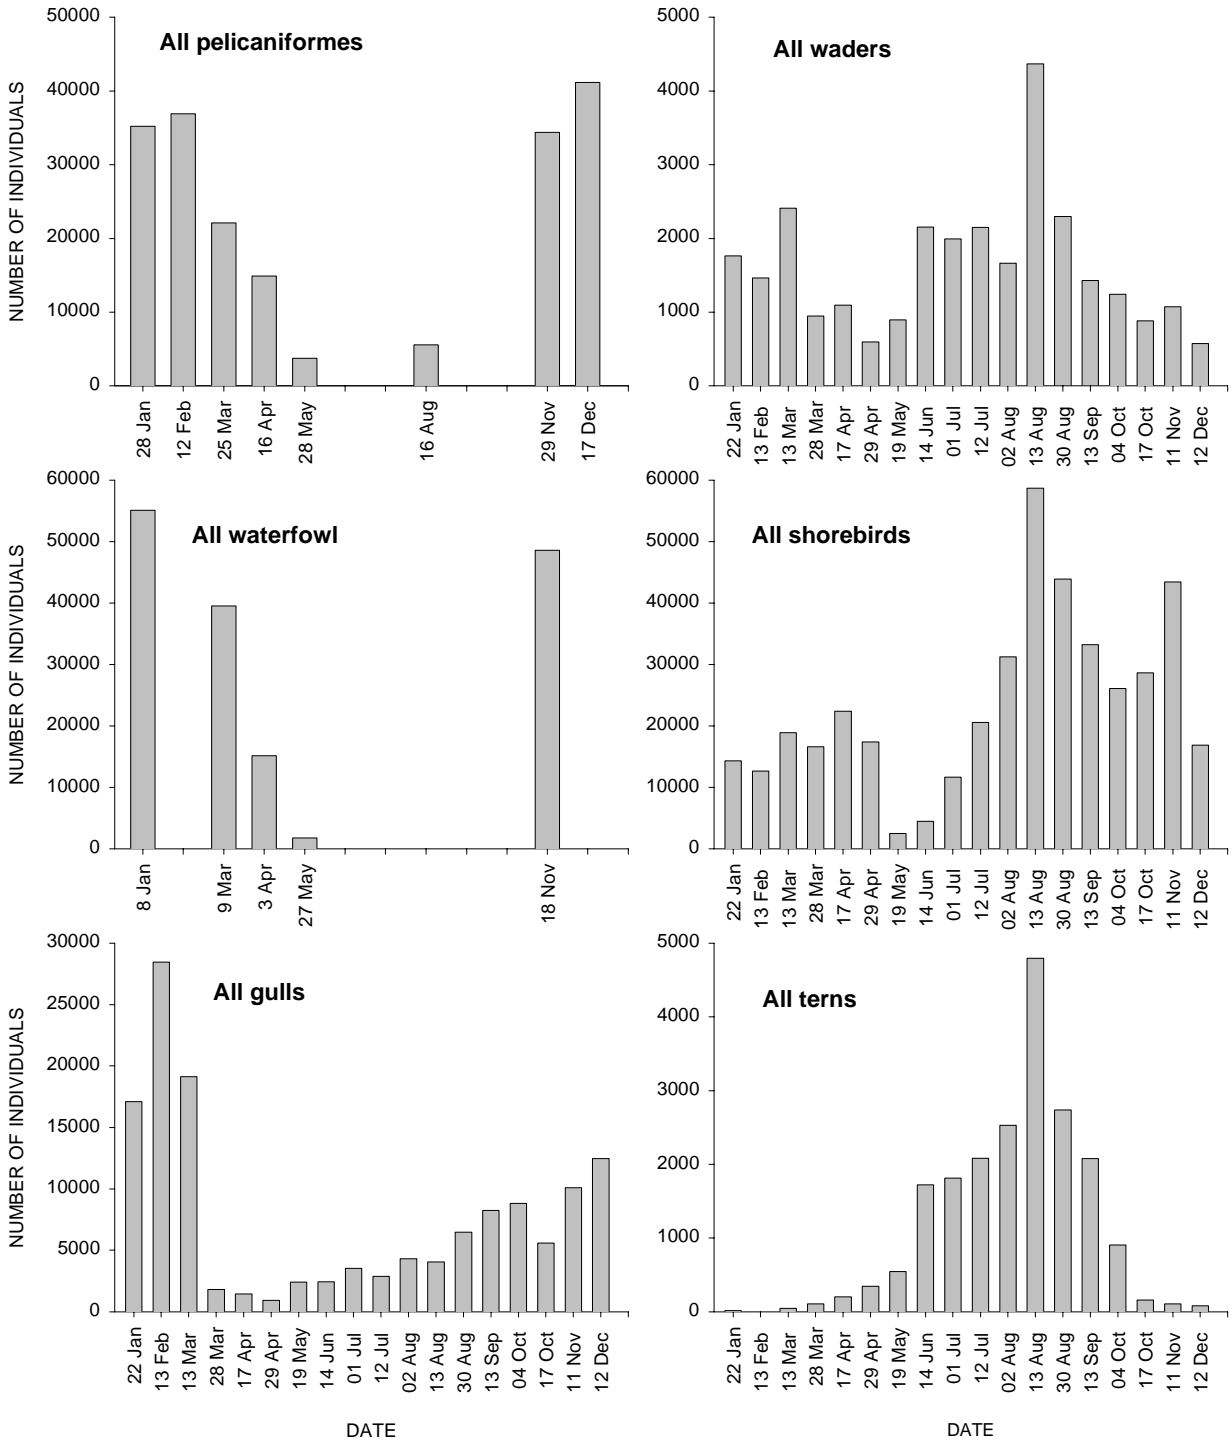 All pelicaniformes
NUMBER OF INDIVIDUALS
50000
40000
30000
20000
10000
0
28 Jan
12 Feb
25 Mar
16 Apr
28 May
16 Aug
29 Nov
17 Dec
All waders
5000
4000
3000
2000
1000
0
22 Jan
13 Feb
13 Mar
28 Mar
17 Apr
29 Apr
19 May
14 Jun
01 Jul
12 Jul
02 Aug
13 Aug
30 Aug
13 Sep
04 Oct
17 Oct
11 Nov
12 Dec
All waterfowl
NUMBER OF INDIVIDUALS
60000
50000
40000
30000
20000
10000
0
8 Jan
9 Mar
3 Apr
27 May
18 Nov
All shorebirds
60000
50000
40000
30000
20000
10000
0
22 Jan
13 Feb
13 Mar
28 Mar
17 Apr
29 Apr
19 May
14 Jun
01 Jul
12 Jul
02 Aug
13 Aug
30 Aug
13 Sep
04 Oct
17 Oct
11 Nov
12 Dec
All gulls
NUMBER OF INDIVIDUALS
30000
25000
20000
15000
10000
5000
0
22 Jan
13 Feb
13 Mar
28 Mar
17 Apr
29 Apr
19 May
14 Jun
01 Jul
12 Jul
02 Aug
13 Aug
30 Aug
13 Sep
04 Oct
17 Oct
11 Nov
12 Dec
DATE
All terns
5000
4000
3000
2000
1000
0
22 Jan
13 Feb
13 Mar
28 Mar
17 Apr
29 Apr
19 May
14 Jun
01 Jul
12 Jul
02 Aug
13 Aug
30 Aug
13 Sep
04 Oct
17 Oct
11 Nov
12 Dec
DATE